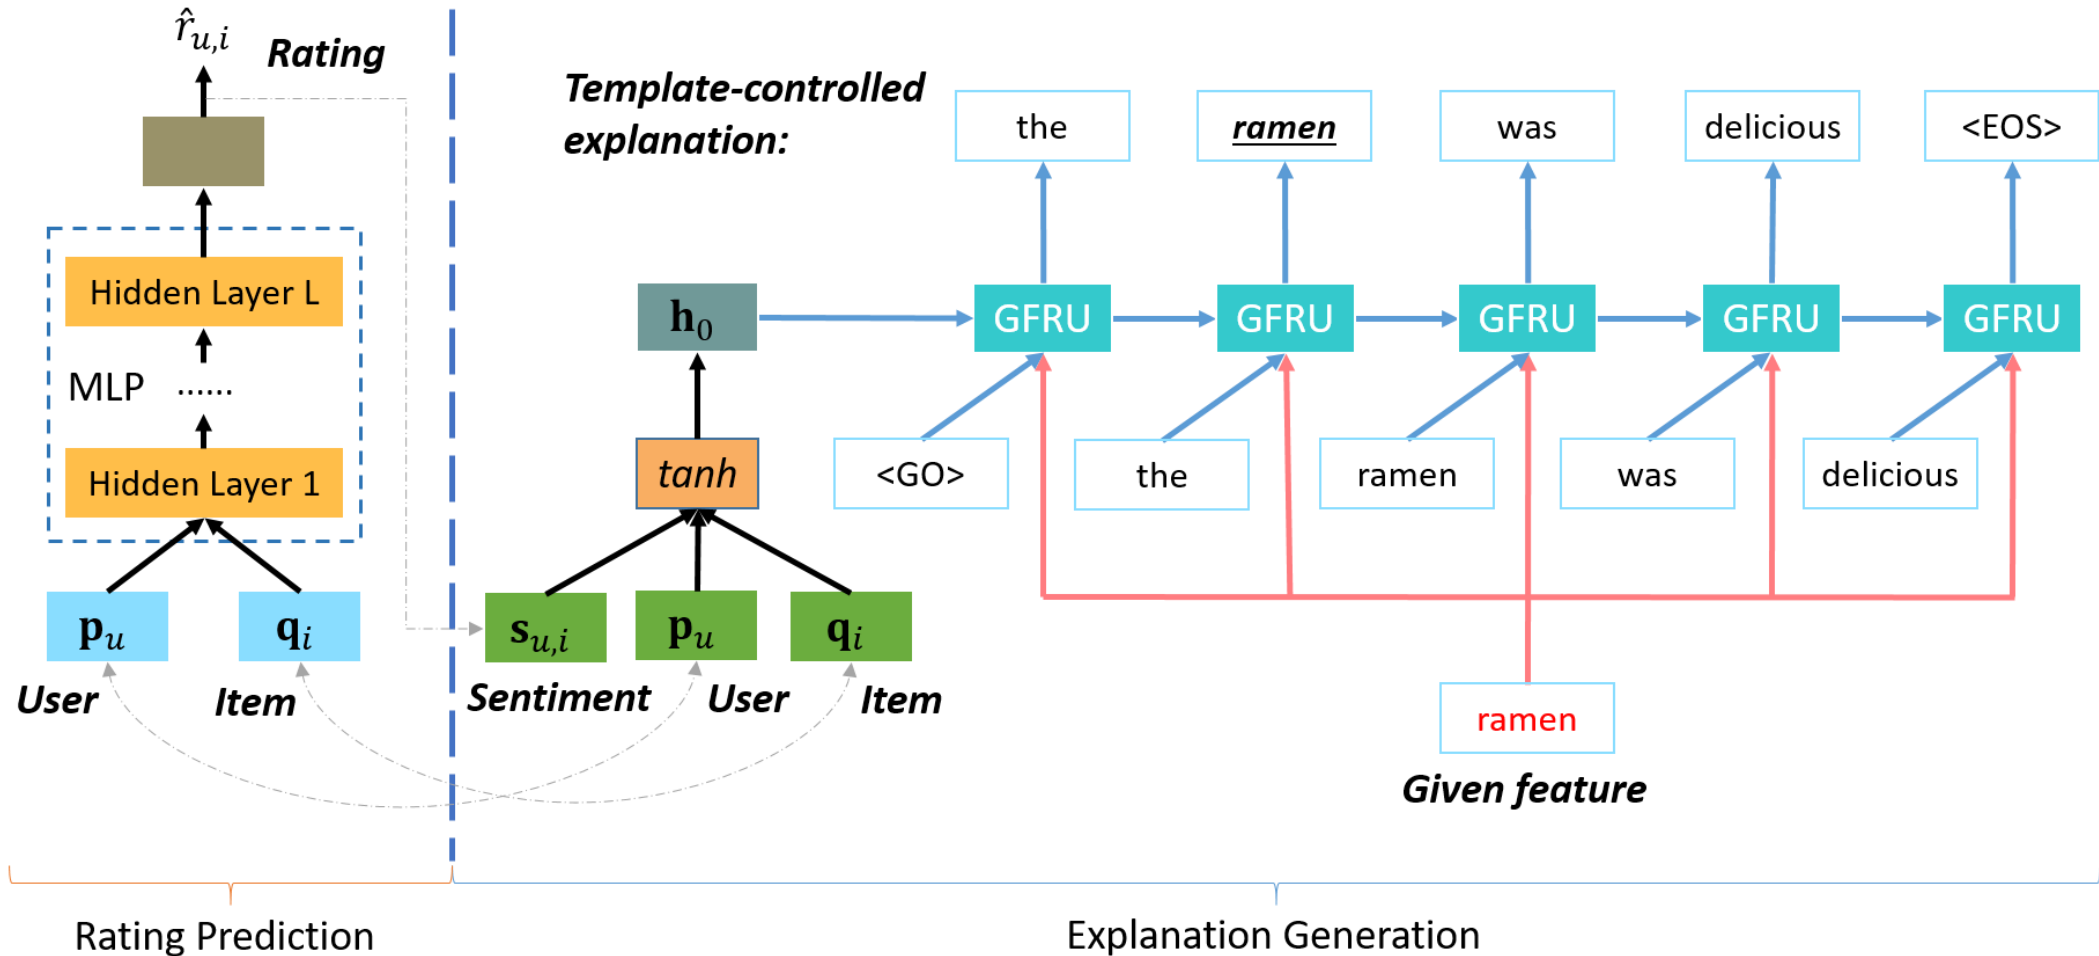 r̂u,i
Rating
Hidden Layer L
MLP ......
Hidden Layer 1
pu
qi
User
Item
Template-controlled
explanation:
the
ramen
was
delicious
<EOS>
h0
GFRU
GFRU
GFRU
GFRU
GFRU
tanh
<GO>
the
ramen
was
delicious
su,i
pu
qi
Sentiment
User
Item
ramen
Given feature
Rating Prediction
Explanation Generation